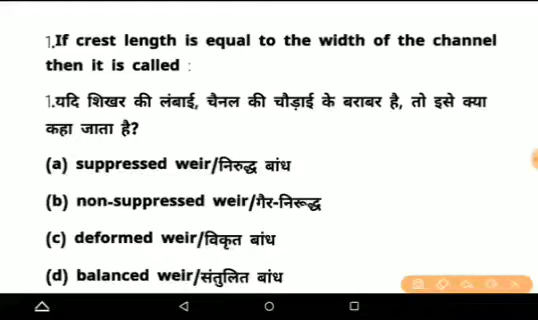 1.If crest length is equal to the width of the channel
then it is called :
1.यदि शिखर की लंबाई, चैनल की चौड़ाई के बराबर है, तो इसे क्या
कहा जाता है?
(a) suppressed weir/निरुद्ध बांध
(b) non-suppressed weir/गैर-निरूद्ध
(c) deformed weir/विकृत बांध
(d) balanced weir/संतुलित बांध